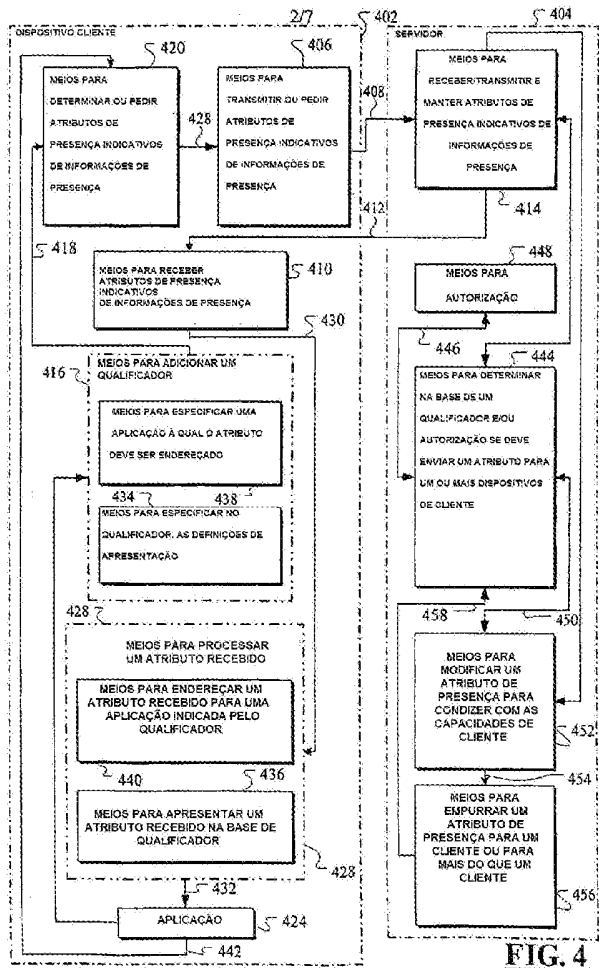 2/7
402
404
DISPOSITIVO CLIENTE
SERVIDOR
420
406
MEIOS PARA
DETERMINAR OU PEDIR
ATRIBUTOS DE
PRESENÇA INDICATIVOS
DE INFORMAÇÕES DE
PRESENÇA
428
MEIOS PARA
TRANSMITIR OU PEDIR
ATRIBUTOS DE
PRESENÇA INDICATIVOS
DE INFORMAÇÕES DE
PRESENÇA
408
MEIOS PARA
RECEBER/TRANSMITIR E
MANTER ATRIBUTOS DE
PRESENÇA INDICATIVOS DE
INFORMAÇÕES DE
PRESENÇA
412
414
418
MEIOS PARA RECEBER
ATRIBUTOS DE PRESENÇA
INDICATIVOS
DE INFORMAÇÕES DE PRESENÇA
410
430
448
MEIOS PARA
AUTORIZAÇÃO
446
444
416
MEIOS PARA ADICIONAR UM
QUALIFICADOR
MEIOS PARA ESPECIFICAR UMA
APLICAÇÃO À QUAL O ATRIBUTO
DEVE SER ENDEREÇADO
434
438
MEIOS PARA ESPECIFICAR NO
QUALIFICADOR, AS DEFINIÇÕES DE
APRESENTAÇÃO
MEIOS PARA DETERMINAR
NA BASE DE UM
QUALIFICADOR E/OU
AUTORIZAÇÃO SE DEVE
ENVIAR UM ATRIBUTO PARA
UM OU MAIS DISPOSITIVOS
DE CLIENTE
458
450
428
MEIOS PARA PROCESSAR
UM ATRIBUTO RECEBIDO
MEIOS PARA ENDEREÇAR UM
ATRIBUTO RECEBIDO PARA UMA
APLICAÇÃO INDICADA PELO
QUALIFICADOR
440
436
MEIOS PARA APRESENTAR UM
ATRIBUTO RECEBIDO NA BASE DE
QUALIFICADOR
428
MEIOS PARA
MODIFICAR UM
ATRIBUTO DE
PRESENÇA PARA
CONDIZER COM AS
CAPACIDADES DE
CLIENTE
452
454
MEIOS PARA
EMPURRAR UM
ATRIBUTO DE
PRESENÇA PARA UM
CLIENTE OU PARA
MAIS DO QUE UM
CLIENTE
456
432
APLICAÇÃO
424
442
FIG. 4